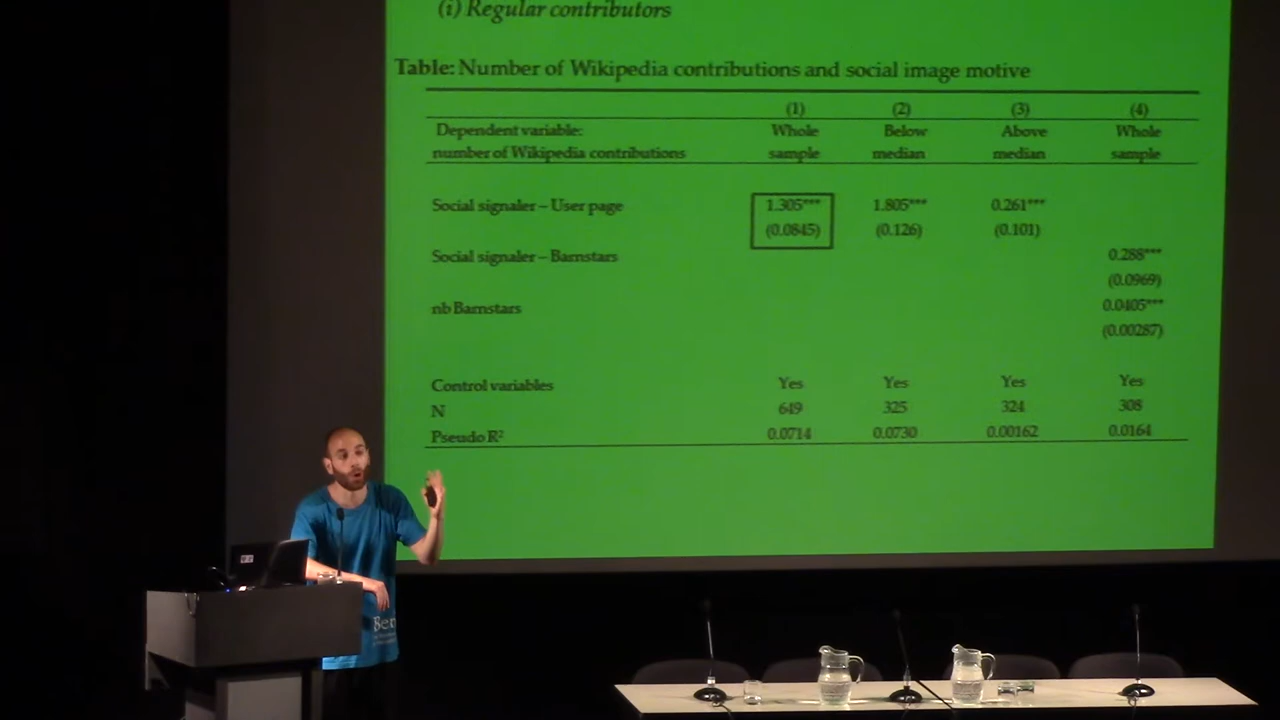 (i) Regular contributors
Table: Number of Wikipedia contributions and social image motive
(1) (2) (3) (4)
Dependent variable: Whole Below Above Whole
number of Wikipedia contributions sample median median sample
Social signaler – User page 1.305*** 1.805*** 0.261***
(0.0845) (0.126) (0.101)
Social signaler – Barnstars 0.288***
(0.0969)
nb Barnstars 0.0405***
(0.00287)
Control variables Yes Yes Yes Yes
N 649 325 324 308
Pseudo R² 0.0714 0.0730 0.00162 0.0164
Ber